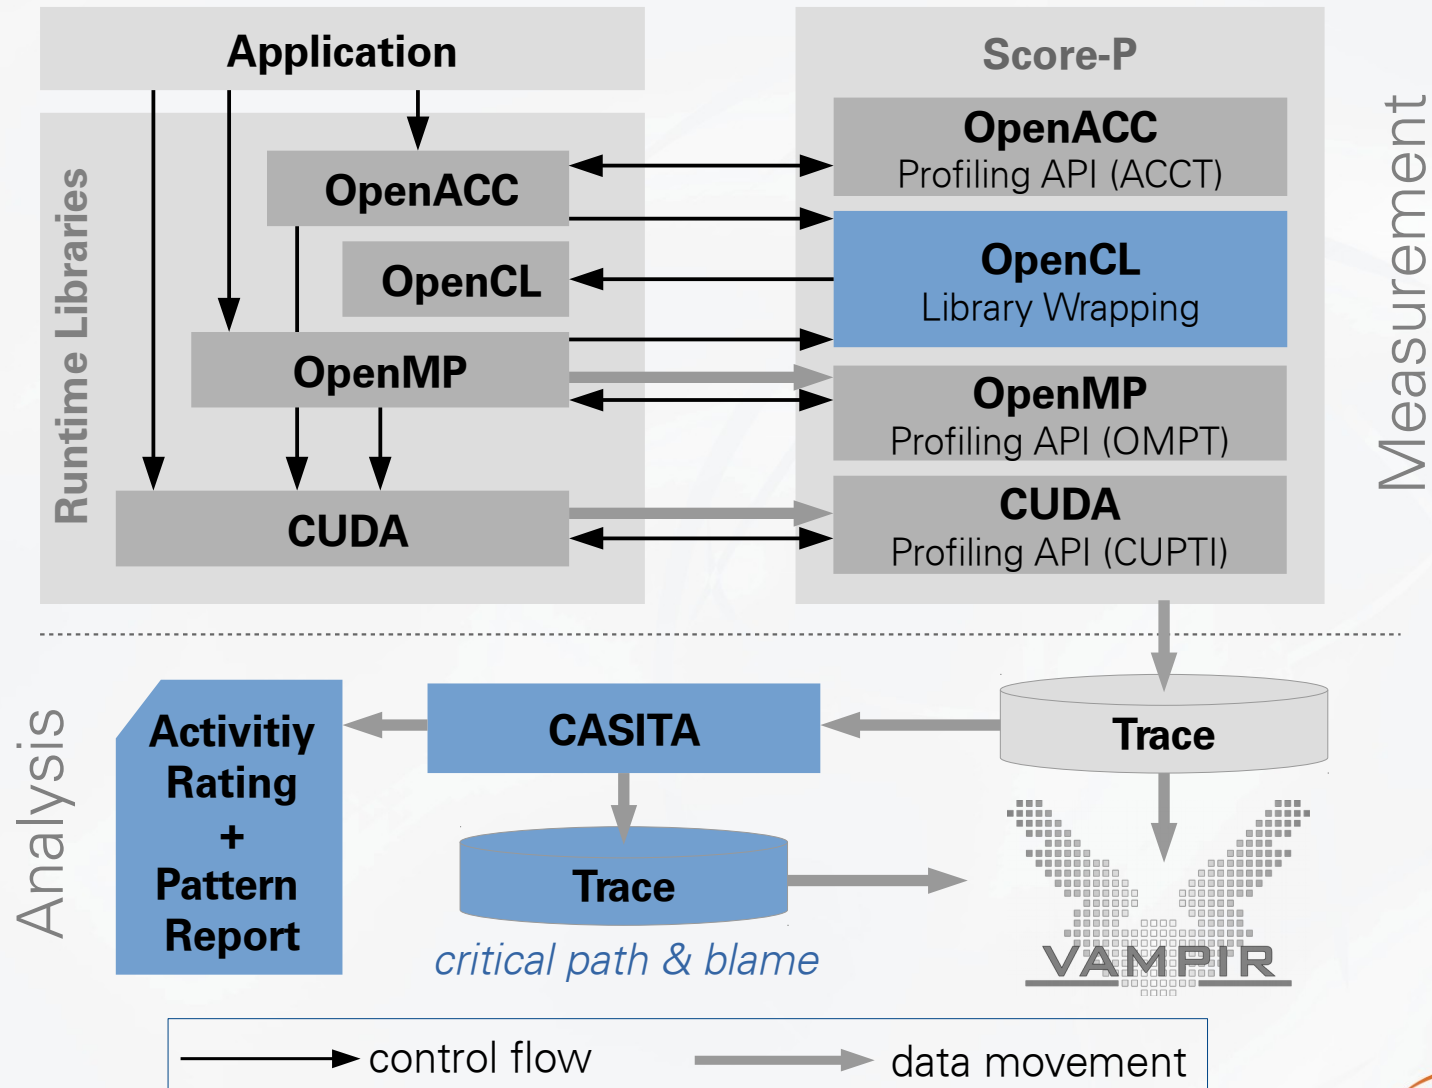 Application
Runtime Libraries
OpenACC
OpenCL
OpenMP
CUDA
Score-P
OpenACC
Profiling API (ACCT)
OpenCL
Library Wrapping
OpenMP
Profiling API (OMPT)
CUDA
Profiling API (CUPTI)
Measurement
Analysis
Activitiy
Rating
+
Pattern
Report
CASITA
Trace
critical path & blame
Trace
VAMPIR
control flow
data movement